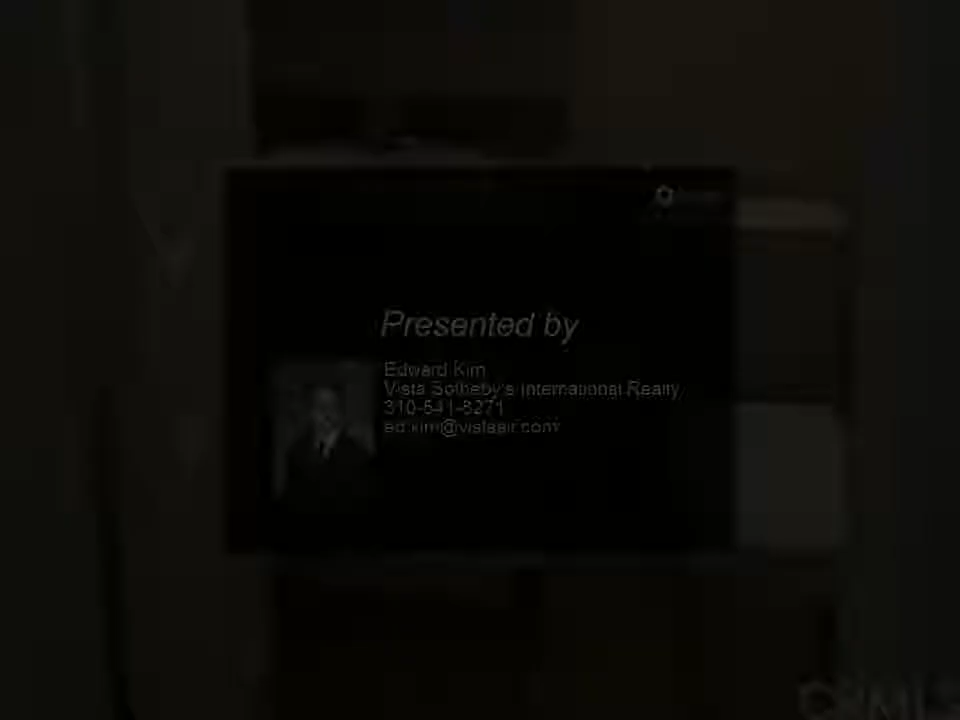 Presented by
Edward Kim
Vista Sotheby's International Realty
310-541-8271
ed.kim@vistasir.com